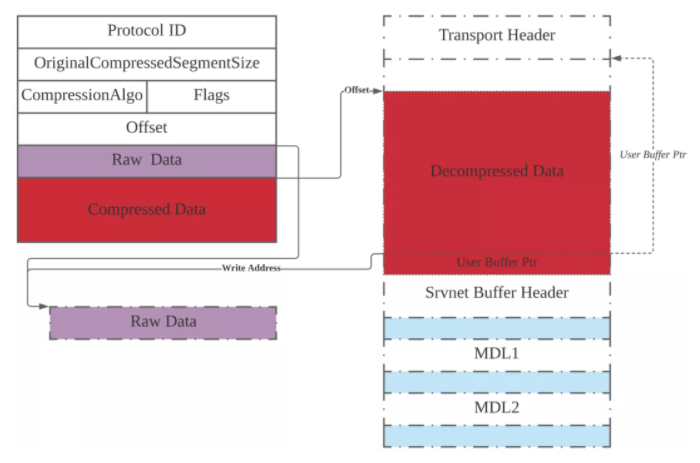 Protocol ID
OriginalCompressedSegmentSize
CompressionAlgo
Flags
Offset
Raw Data
Compressed Data
Write Address
Raw Data
Offset
Transport Header
Decompressed Data
User Buffer Ptr
User Buffer Ptr
Srvnet Buffer Header
MDL1
MDL2